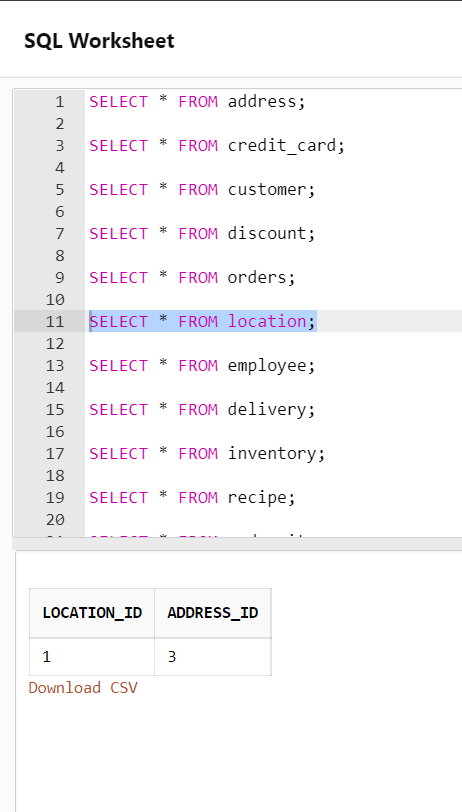 SQL Worksheet
1 SELECT * FROM address;
2
3 SELECT * FROM credit_card;
4
5 SELECT * FROM customer;
6
7 SELECT * FROM discount;
8
9 SELECT * FROM orders;
10
11 SELECT * FROM location;
12
13 SELECT * FROM employee;
14
15 SELECT * FROM delivery;
16
17 SELECT * FROM inventory;
18
19 SELECT * FROM recipe;
20
LOCATION_ID ADDRESS_ID
1 3
Download CSV